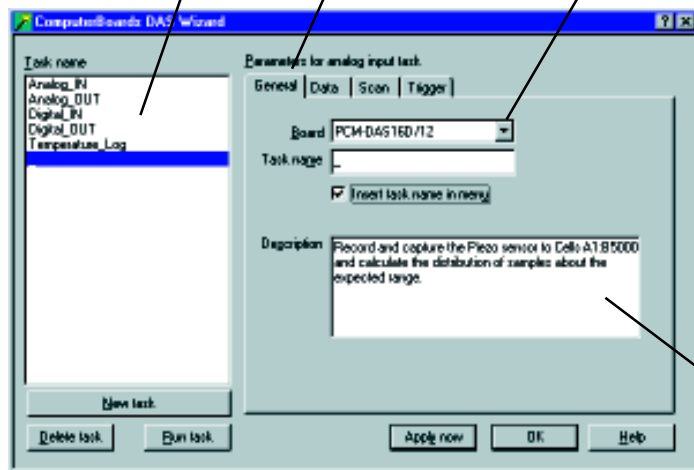 ComputerBoards DAS Wizard
Task name
Analog_IN
Analog_OUT
Digital_IN
Digital_OUT
Temperature_Log
New task
Delete task
Run task
Parameters for analog input task
General Data Scan Trigger
Board PCM-DAS16D/12
Task name _
Insert task name in menu
Description Record and capture the Piezo sensor to Cells A1:B5000
and calculate the distribution of samples about the
expected range.
Apply now OK Help